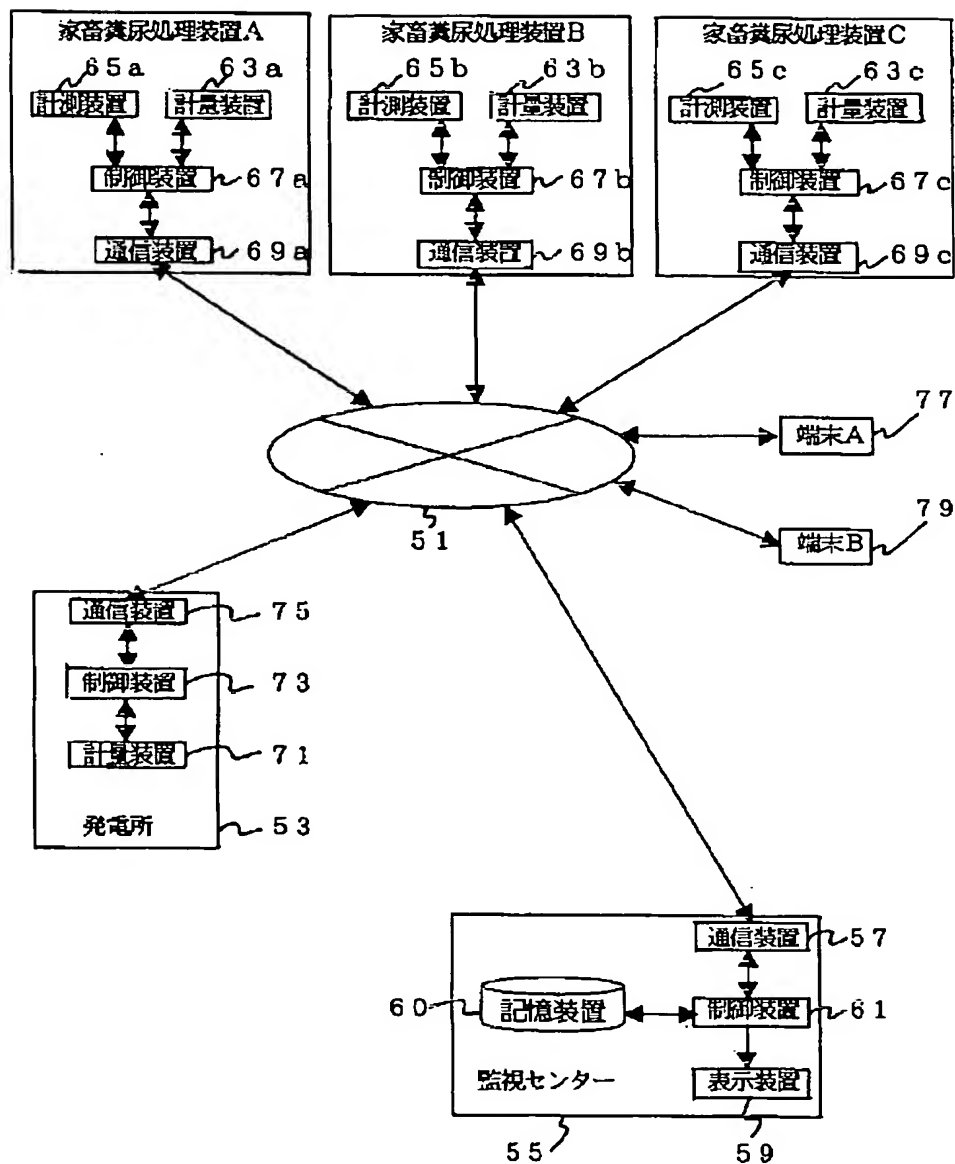 家畜糞尿処理装置A
家畜糞尿処理装置B
家畜糞尿処理装置C
65a 63a
65b 63b
65c 63c
計測装置 計量装置
計測装置 計量装置
計測装置 計量装置
制御装置 67a
制御装置 67b
制御装置 67c
通信装置 69a
通信装置 69b
通信装置 69c
77
端末A
79
51
端末B
通信装置 75
制御装置 73
計量装置 71
発電所 53
通信装置 57
60 記憶装置 制御装置 61
監視センター 表示装置
55 59